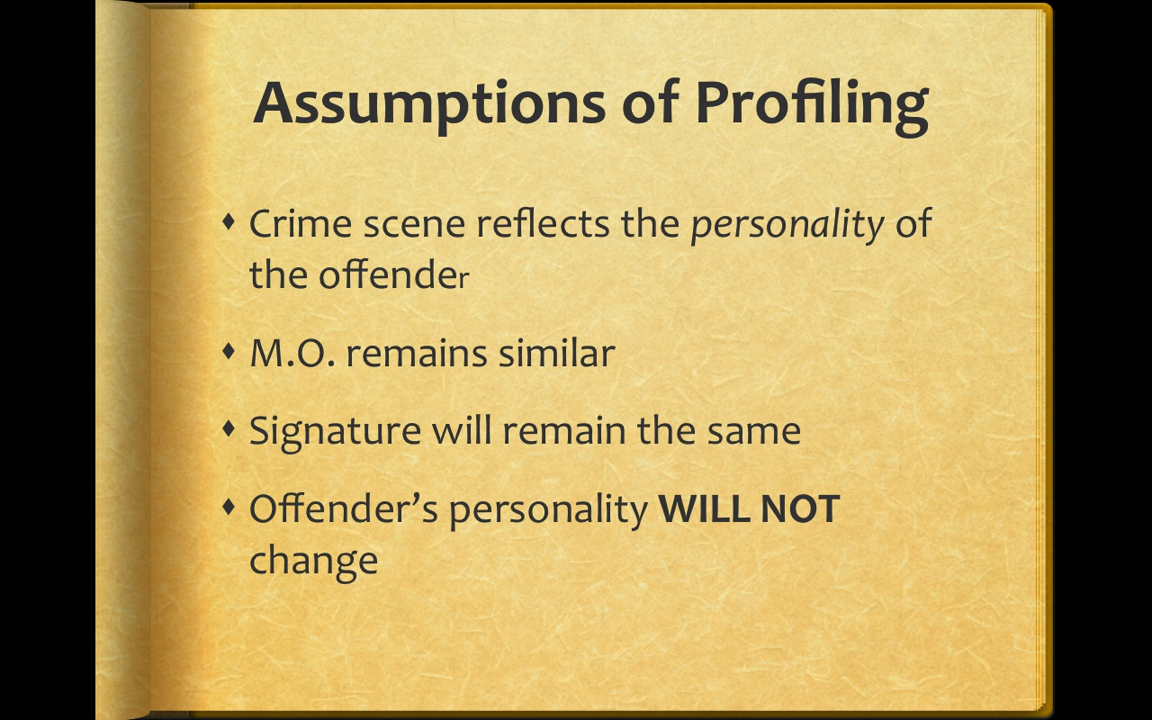 Assumptions of Profiling
♦ Crime scene reflects the personality of
the offender
♦ M.O. remains similar
♦ Signature will remain the same
♦ Offender’s personality WILL NOT
change